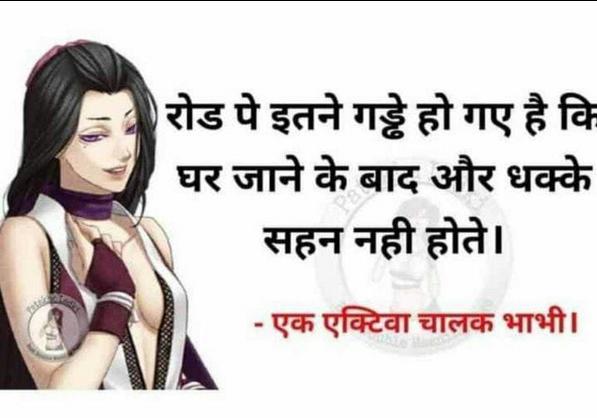 रोड पे इतने गड्ढे हो गए है कि
घर जाने के बाद और धक्के
सहन नही होते।
- एक एक्टिवा चालक भाभी।